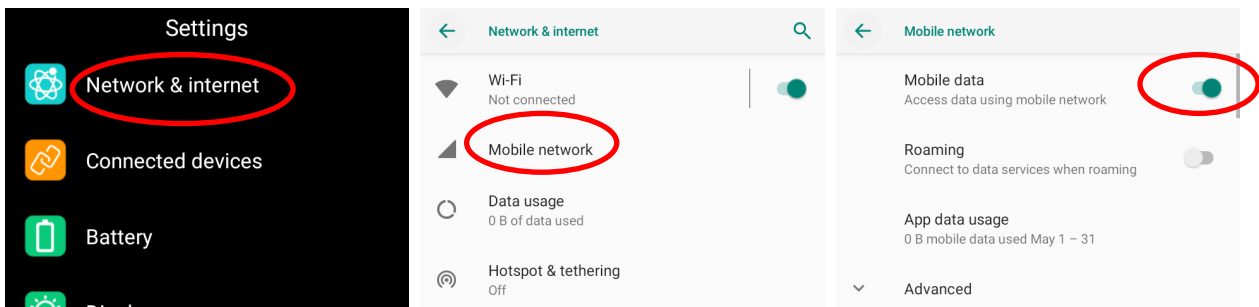 Settings
Network & internet
Connected devices
Battery
Network & internet
Wi-Fi
Not connected
Mobile network
Data usage
0 B of data used
Hotspot & tethering
Off
Mobile network
Mobile data
Access data using mobile network
Roaming
Connect to data services when roaming
App data usage
0 B mobile data used May 1 – 31
Advanced